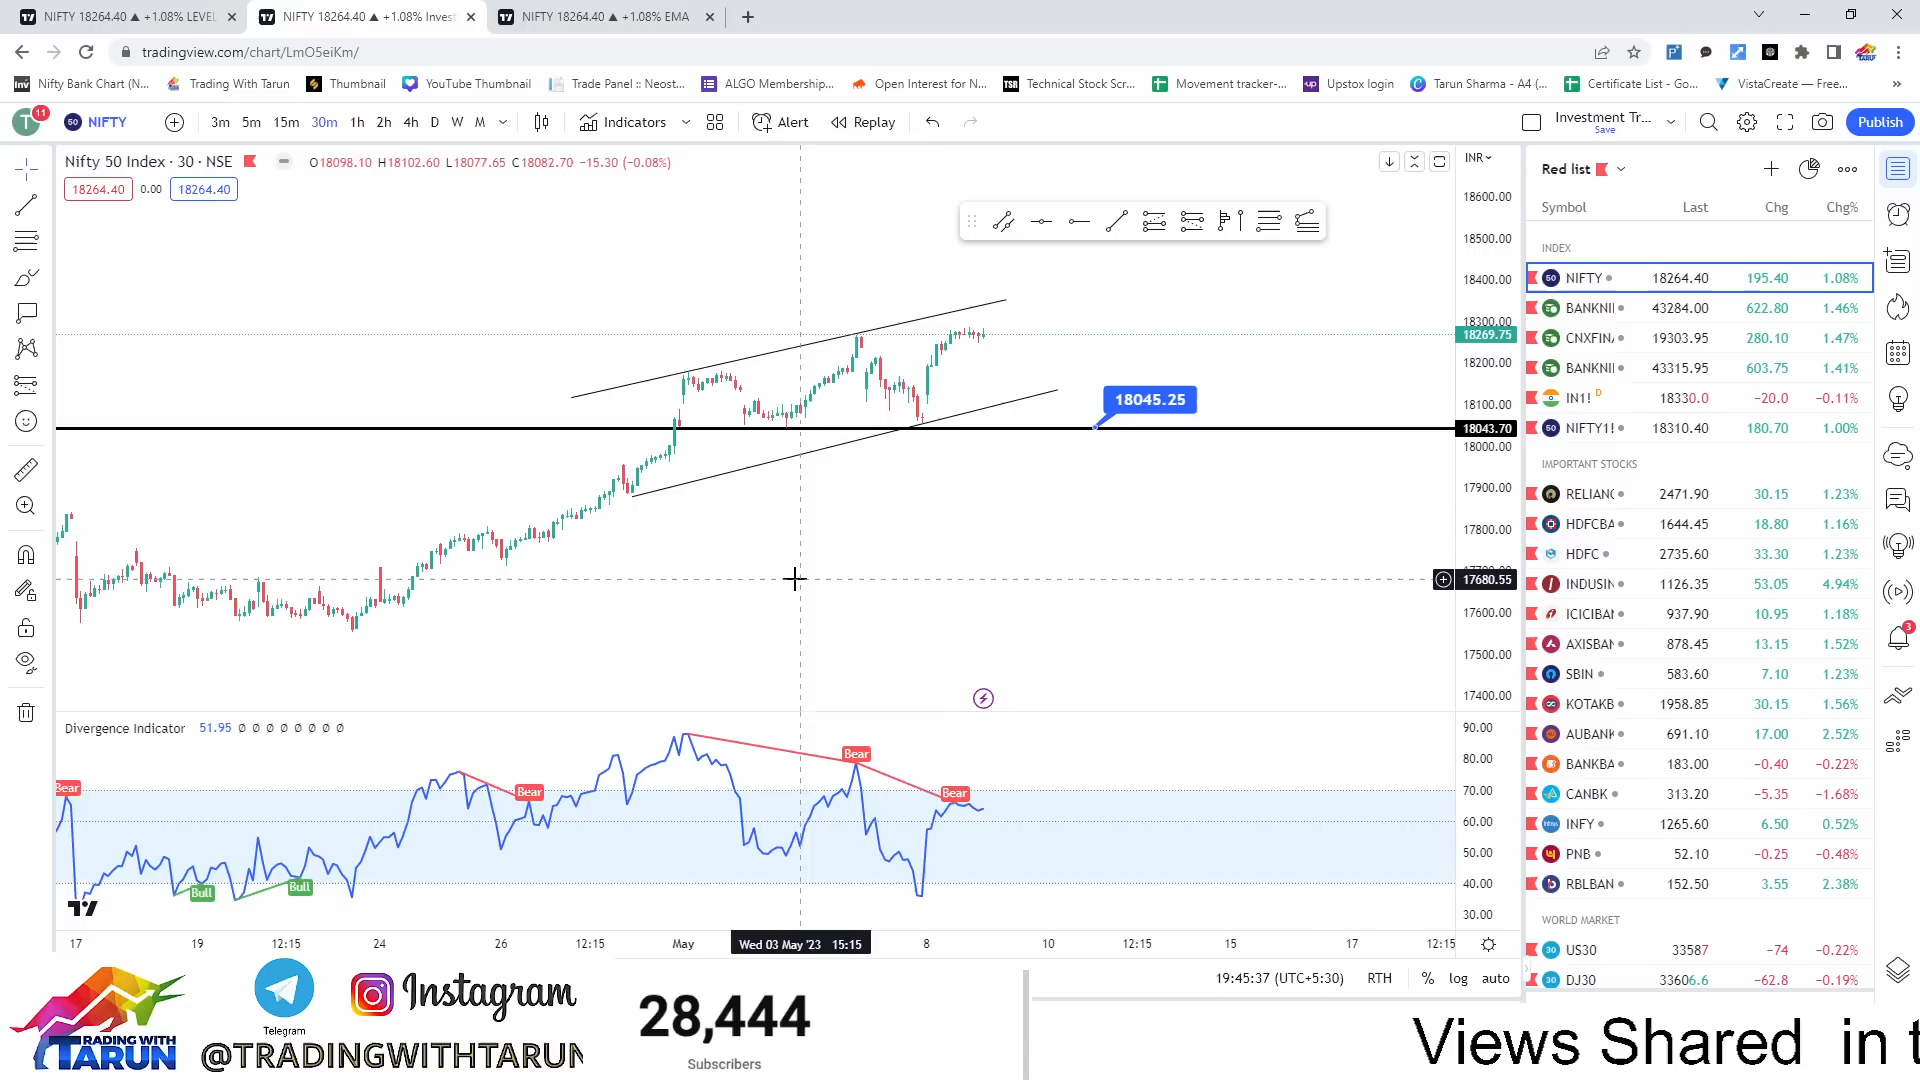 NIFTY 18264.40 ▲ +1.08% LEVEL
NIFTY 18264.40 ▲ +1.08% Invest
NIFTY 18264.40 ▲ +1.08% EMA
tradingview.com/chart/LmO5eiKm/
Nifty Bank Chart (N...
Trading With Tarun
Thumbnail
YouTube Thumbnail
Trade Panel :: Neost...
ALGO Membership...
Open Interest for N...
Technical Stock Scr...
Movement tracker-...
Upstox login
Tarun Sharma - A4 (...
Certificate List - Go...
VistaCreate — Free...
T 11
50 NIFTY
3m 5m 15m 30m 1h 2h 4h D W M
Indicators
Alert
Replay
Investment Tr...
Save
Publish
Nifty 50 Index · 30 · NSE
O18098.10 H18102.60 L18077.65 C18082.70 −15.30 (−0.08%)
18264.40 0.00 18264.40
INR
18600.00
18500.00
18400.00
18300.00
18269.75
18200.00
18100.00
18045.25
18043.70
18000.00
17900.00
17800.00
17680.55
17600.00
17500.00
17400.00
Divergence Indicator 51.95 ∅ ∅ ∅ ∅ ∅ ∅ ∅ ∅
90.00
80.00
70.00
60.00
50.00
40.00
30.00
Bear
Bear
Bear
Bear
Bull
Bull
17 19 12:15 24 26 12:15 May Wed 03 May '23 15:15 8 10 12:15 15 17 12:15
19:45:37 (UTC+5:30) RTH % log auto
Red list
Symbol Last Chg Chg%
INDEX
NIFTY 18264.40 195.40 1.08%
BANKNI 43284.00 622.80 1.46%
CNXFIN 19303.95 280.10 1.47%
BANKNI 43315.95 603.75 1.41%
IN1! D 18330.0 −20.0 −0.11%
NIFTY1! 18310.40 180.70 1.00%
IMPORTANT STOCKS
RELIANC 2471.90 30.15 1.23%
HDFCBA 1644.45 18.80 1.16%
HDFC 2735.60 33.30 1.23%
INDUSIN 1126.35 53.05 4.94%
ICICIBAN 937.90 10.95 1.18%
AXISBAN 878.45 13.15 1.52%
SBIN 583.60 7.10 1.23%
KOTAKB 1958.85 30.15 1.56%
AUBANK 691.10 17.00 2.52%
BANKBA 183.00 −0.40 −0.22%
CANBK 313.20 −5.35 −1.68%
INFY 1265.60 6.50 0.52%
PNB 52.10 −0.25 −0.48%
RBLBAN 152.50 3.55 2.38%
WORLD MARKET
US30 33587 −74 −0.22%
DJ30 33606.6 −62.8 −0.19%
3
TRADING WITH
TARUN
Telegram
Instagram
@TRADINGWITHTARUN
28,444
Subscribers
Views Shared in t